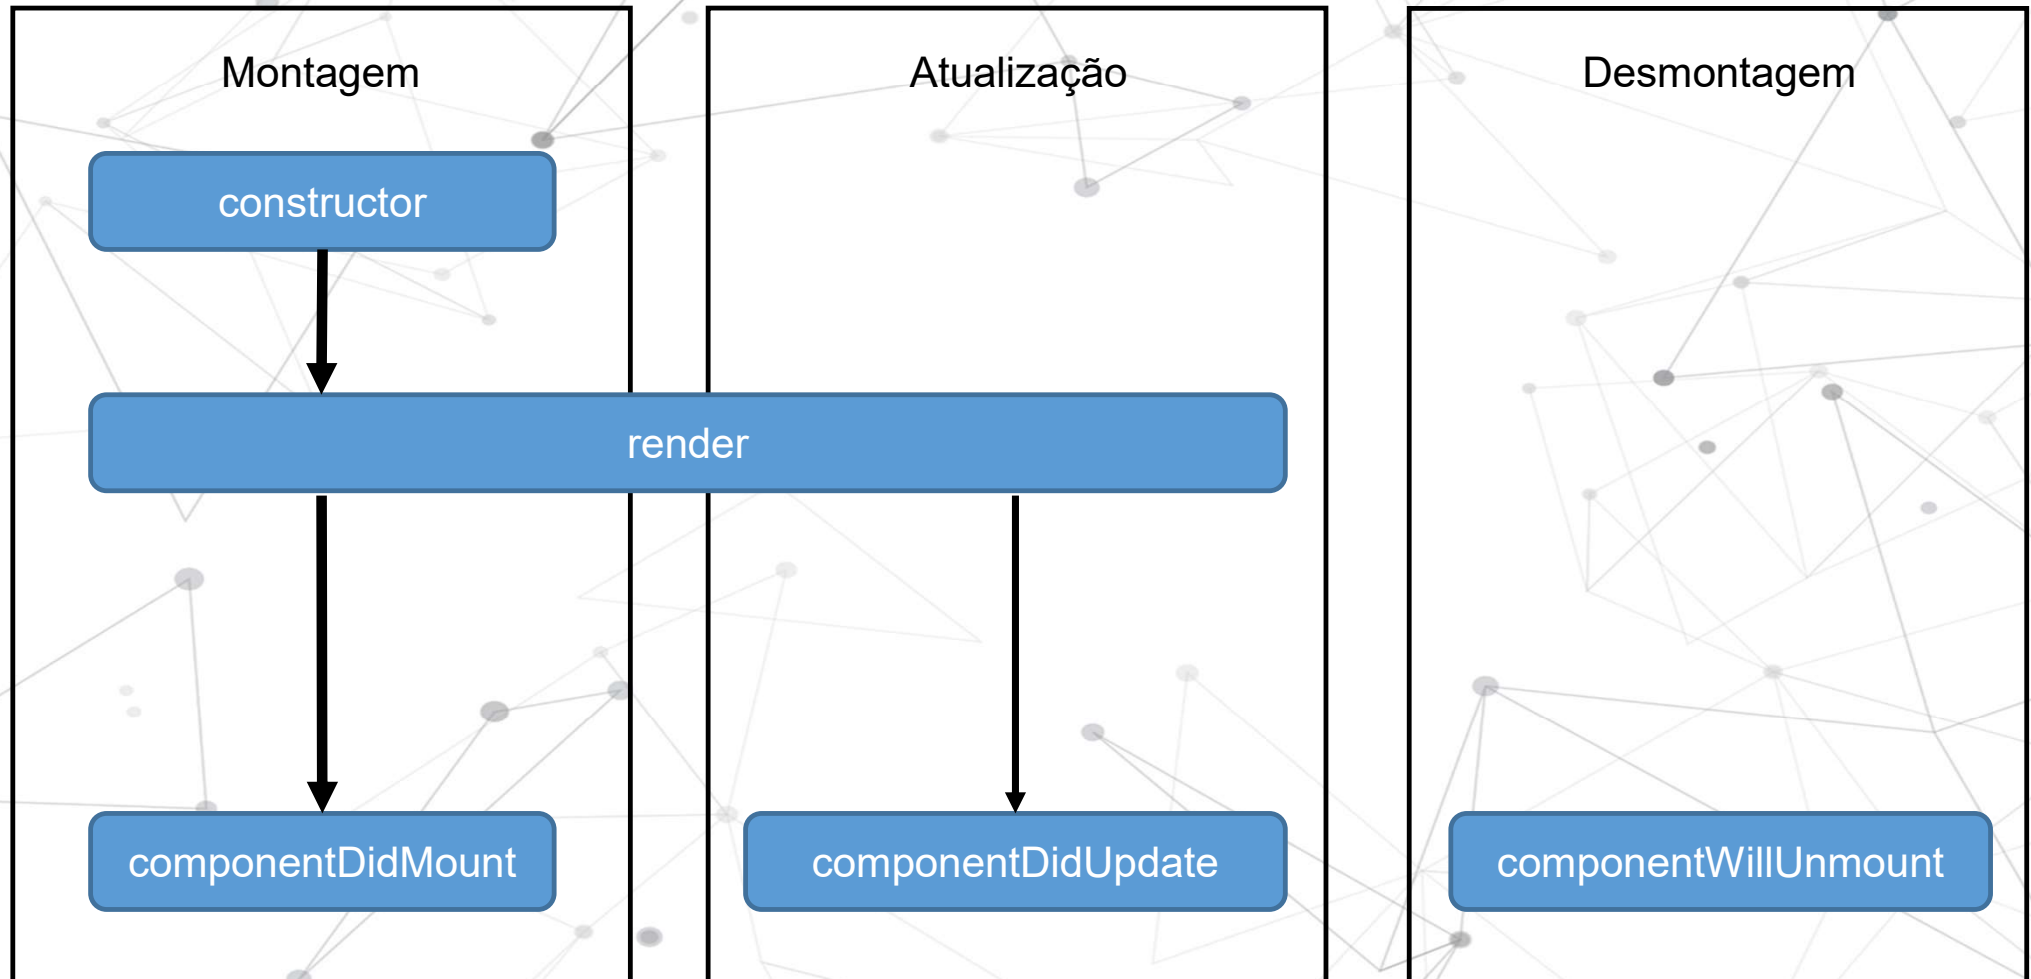 Montagem
Atualização
Desmontagem
constructor
render
componentDidMount
componentDidUpdate
componentWillUnmount